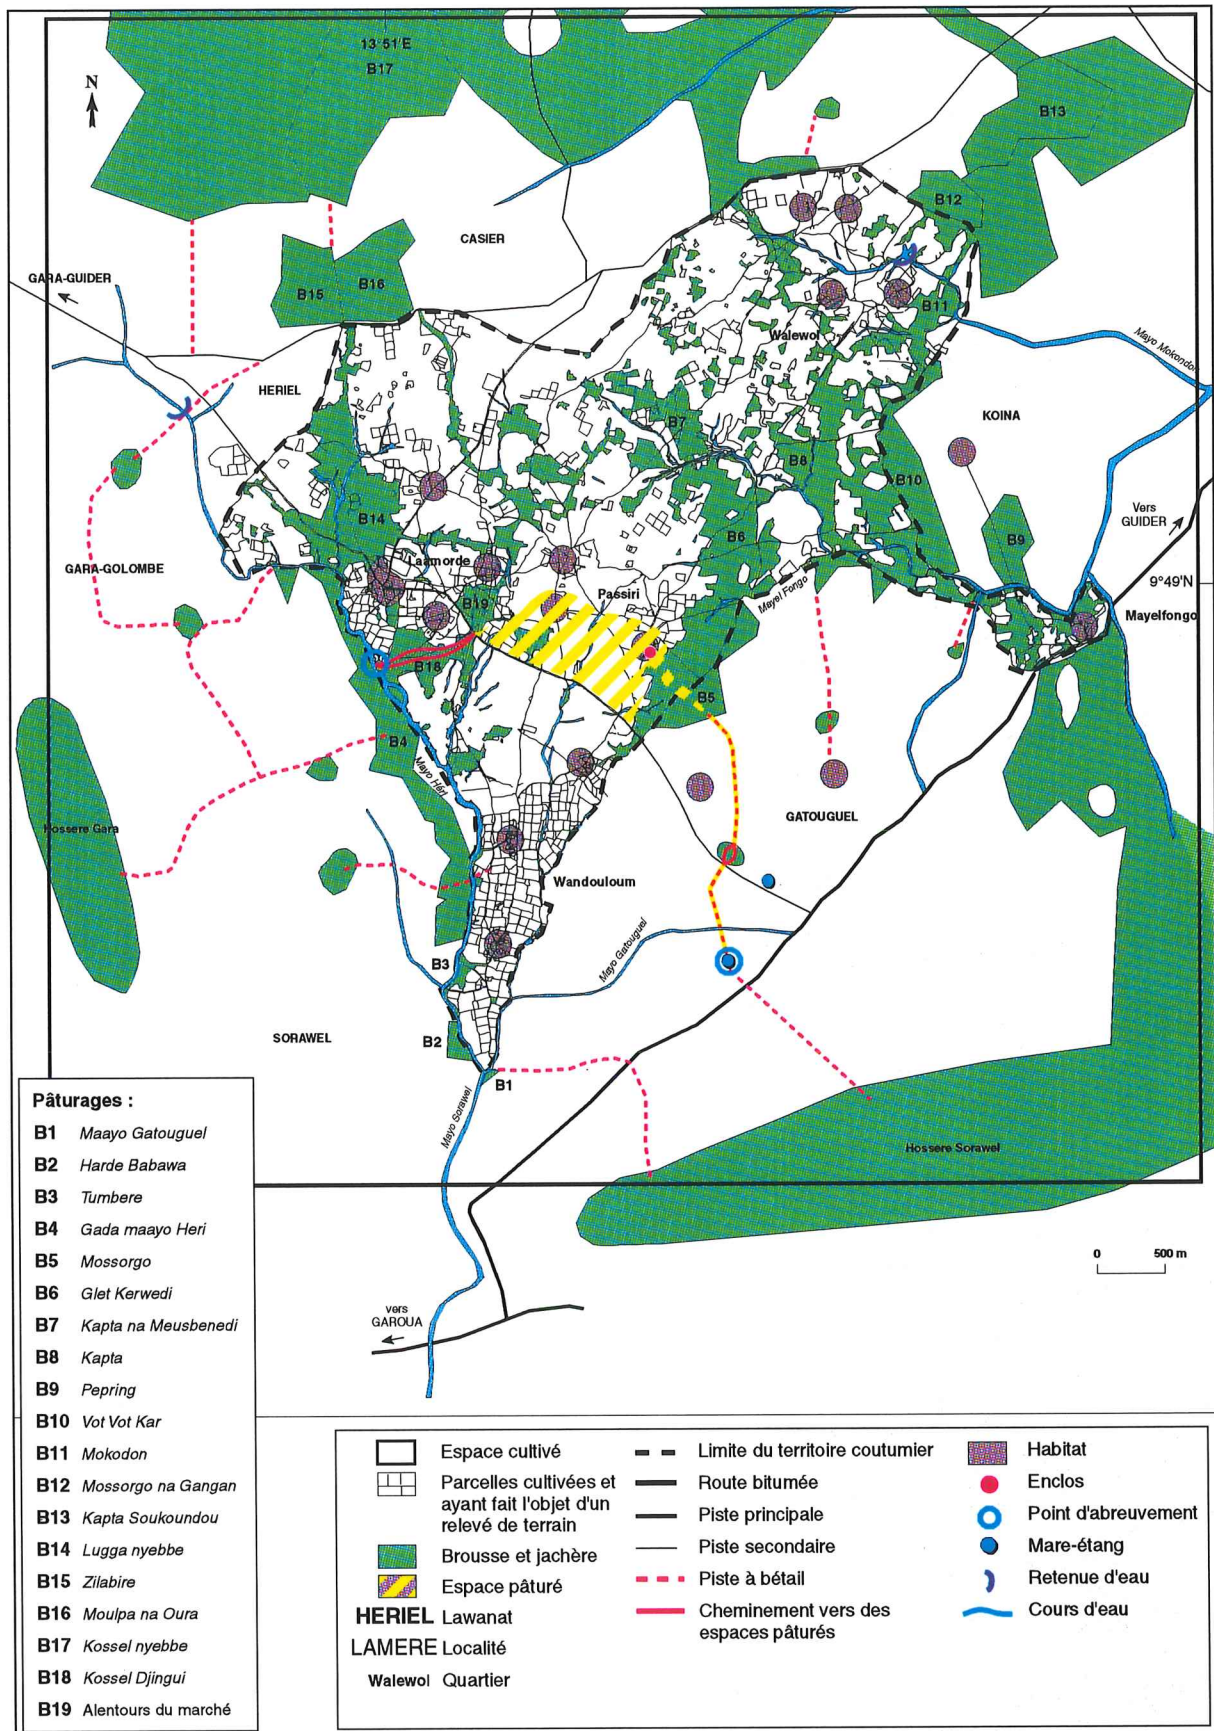 13°51'E
B17
N
B13
B12
CASIER
GARA-GUIDER
B15
B16
B11
Walewol
Mayo Mokondon
HERIEL
KOINA
B7
B8
B10
Vers
GUIDER
B14
B6
B9
Laamorde
GARA-GOLOMBE
Passiri
Mayel Fongo
9°49'N
B19
Mayelfongo
B18
B5
B4
Mayo Héri
GATOUGUEL
Hossere Gara
Wandouloum
Mayo Gatouguel
B3
SORAWEL
B2
B1
Mayo Sorawel
Hossere Sorawel
0 500 m
vers
GAROUA
Pâturages :
B1 Maayo Gatouguel
B2 Harde Babawa
B3 Tumbere
B4 Gada maayo Heri
B5 Mossorgo
B6 Glet Kerwedi
B7 Kapta na Meusbenedi
B8 Kapta
B9 Pepring
B10 Vot Vot Kar
B11 Mokodon
B12 Mossorgo na Gangan
B13 Kapta Soukoundou
B14 Lugga nyebbe
B15 Zilabire
B16 Moulpa na Oura
B17 Kossel nyebbe
B18 Kossel Djingui
B19 Alentours du marché
Espace cultivé
Parcelles cultivées et
ayant fait l'objet d'un
relevé de terrain
Brousse et jachère
Espace pâturé
HERIEL Lawanat
LAMERE Localité
Walewol Quartier
Limite du territoire coutumier
Route bitumée
Piste principale
Piste secondaire
Piste à bétail
Cheminement vers des
espaces pâturés
Habitat
Enclos
Point d'abreuvement
Mare-étang
Retenue d'eau
Cours d'eau